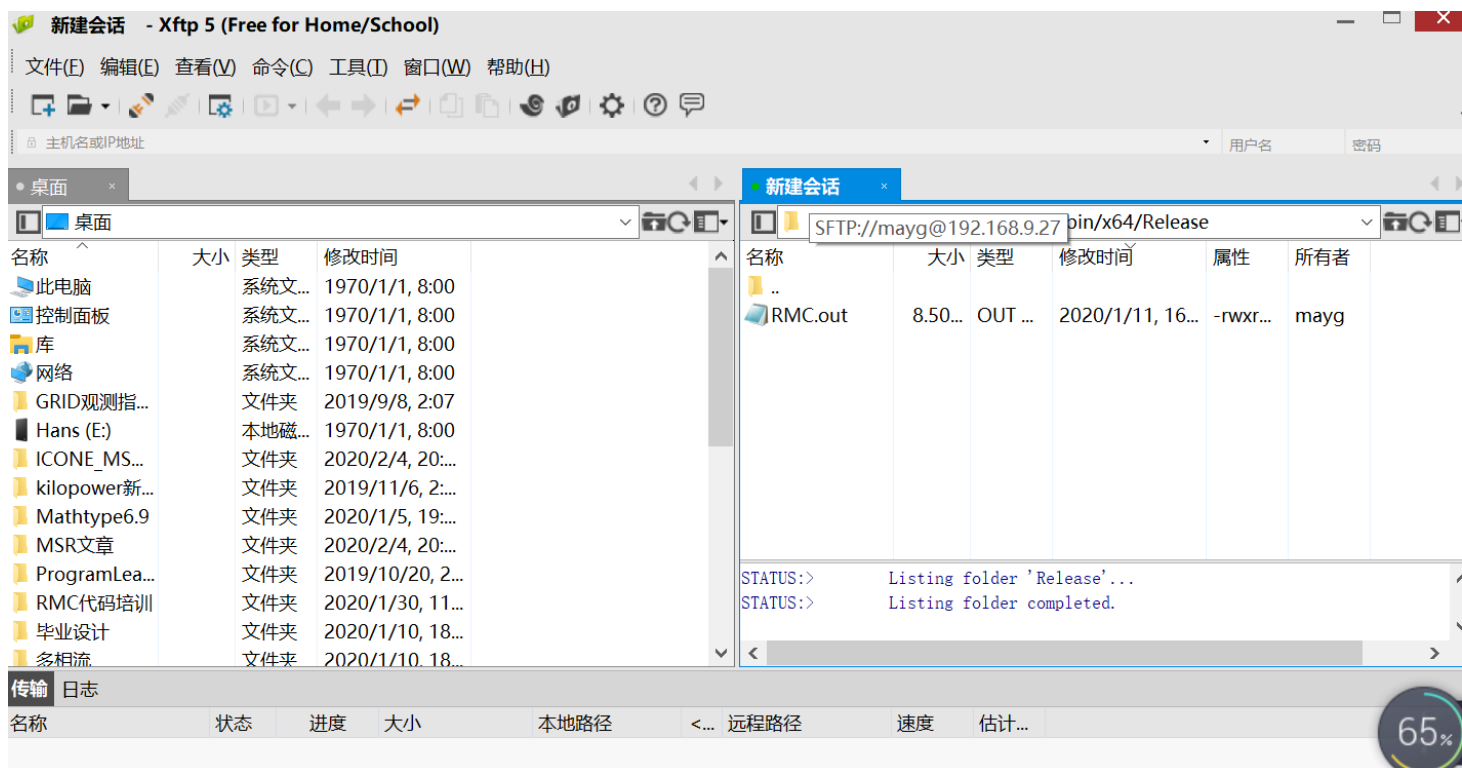 新建会话 - Xftp 5 (Free for Home/School)
文件(F) 编辑(E) 查看(V) 命令(C) 工具(T) 窗口(W) 帮助(H)
主机名或IP地址 用户名 密码
桌面 × 新建会话 ×
桌面 SFTP://mayg@192.168.9.27 bin/x64/Release
名称 大小 类型 修改时间 名称 大小 类型 修改时间 属性 所有者
此电脑 系统文... 1970/1/1, 8:00 ..
控制面板 系统文... 1970/1/1, 8:00 RMC.out 8.50... OUT ... 2020/1/11, 16... -rwxr... mayg
库 系统文... 1970/1/1, 8:00
网络 系统文... 1970/1/1, 8:00
GRID观测指... 文件夹 2019/9/8, 2:07
Hans (E:) 本地磁... 1970/1/1, 8:00
ICONE_MS... 文件夹 2020/2/4, 20:...
kilopower新... 文件夹 2019/11/6, 2:...
Mathtype6.9 文件夹 2020/1/5, 19:...
MSR文章 文件夹 2020/2/4, 20:...
ProgramLea... 文件夹 2019/10/20, 2...
RMC代码培训 文件夹 2020/1/30, 11...
毕业设计 文件夹 2020/1/10, 18...
多相流 文件夹 2020/1/10, 18...
STATUS:> Listing folder 'Release'...
STATUS:> Listing folder completed.
传输 日志
名称 状态 进度 大小 本地路径 <... 远程路径 速度 估计...
65%